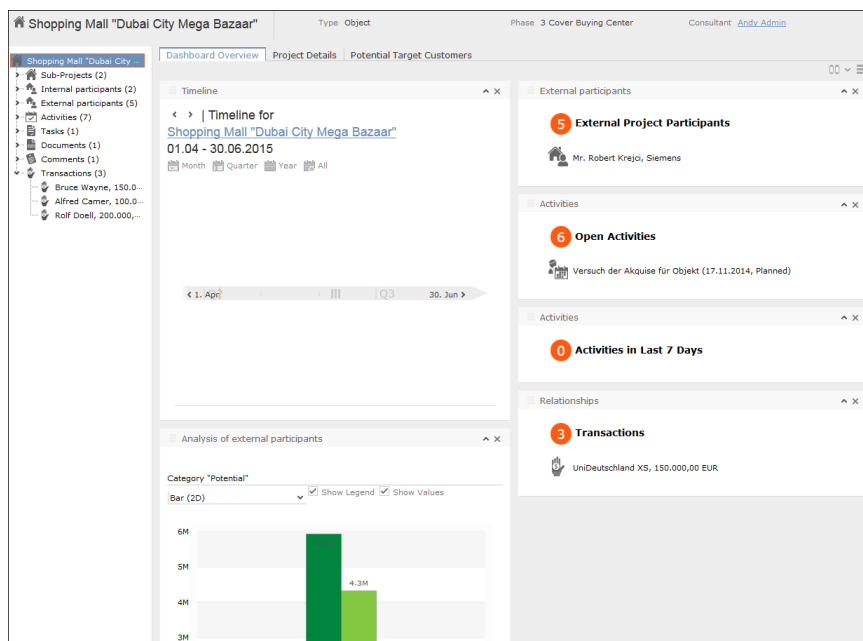 Shopping Mall "Dubai City Mega Bazaar"
Type Object
Phase 3 Cover Buying Center
Consultant Andy Admin
Shopping Mall "Dubai City ...
Sub-Projects (2)
Internal participants (2)
External participants (5)
Activities (7)
Tasks (1)
Documents (1)
Comments (1)
Transactions (3)
Bruce Wayne, 150.0...
Alfred Camer, 100.0...
Rolf Doell, 200.000,...
Dashboard Overview
Project Details
Potential Target Customers
Timeline
< > | Timeline for
Shopping Mall "Dubai City Mega Bazaar"
01.04 - 30.06.2015
Month Quarter Year All
1. Apr
Q3
30. Jun
Analysis of external participants
Category "Potential"
Bar (2D)
Show Legend
Show Values
6M
5M
4M
3M
4.3M
External participants
5 External Project Participants
Mr. Robert Krejci, Siemens
Activities
6 Open Activities
Versuch der Akquise für Objekt (17.11.2014, Planned)
Activities
0 Activities in Last 7 Days
Relationships
3 Transactions
UniDeutschland XS, 150.000,00 EUR